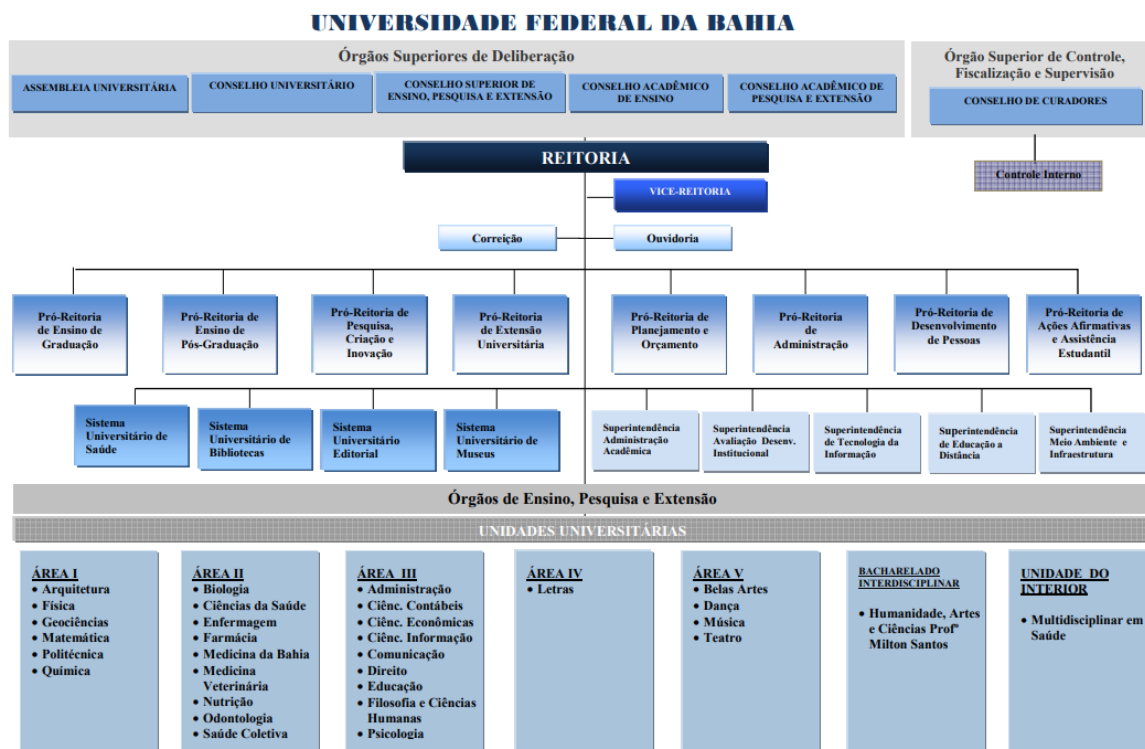 UNIVERSIDADE FEDERAL DA BAHIA
Órgãos Superiores de Deliberação
ASSEMBLEIA UNIVERSITÁRIA
CONSELHO UNIVERSITÁRIO
CONSELHO SUPERIOR DE
ENSINO, PESQUISA E EXTENSÃO
CONSELHO ACADÊMICO
DE ENSINO
CONSELHO ACADÊMICO DE
PESQUISA E EXTENSÃO
Órgão Superior de Controle,
Fiscalização e Supervisão
CONSELHO DE CURADORES
Controle Interno
REITORIA
VICE-REITORIA
Correição
Ouvidoria
Pró-Reitoria
de Ensino de
Graduação
Pró-Reitoria
de Ensino de
Pós-Graduação
Pró-Reitoria de
Pesquisa,
Criação e
Inovação
Pró-Reitoria
de Extensão
Universitária
Pró-Reitoria de
Planejamento e
Orçamento
Pró-Reitoria
de
Administração
Pró-Reitoria de
Desenvolvimento
de Pessoas
Pró-Reitoria de
Ações Afirmativas
e Assistência
Estudantil
Sistema
Universitário de
Saúde
Sistema
Universitário de
Bibliotecas
Sistema
Universitário
Editorial
Sistema
Universitário de
Museus
Superintendência
Administração
Acadêmica
Superintendência
Avaliação Desenv.
Institucional
Superintendência
de Tecnologia da
Informação
Superintendência
de Educação a
Distância
Superintendência
Meio Ambiente e
Infraestrutura
Órgãos de Ensino, Pesquisa e Extensão
UNIDADES UNIVERSITÁRIAS
ÁREA I
• Arquitetura
• Física
• Geociências
• Matemática
• Politécnica
• Química
ÁREA II
• Biologia
• Ciências da Saúde
• Enfermagem
• Farmácia
• Medicina da Bahia
• Medicina
Veterinária
• Nutrição
• Odontologia
• Saúde Coletiva
ÁREA III
• Administração
• Ciênc. Contábeis
• Ciênc. Econômicas
• Ciênc. Informação
• Comunicação
• Direito
• Educação
• Filosofia e Ciências
Humanas
• Psicologia
ÁREA IV
• Letras
ÁREA V
• Belas Artes
• Dança
• Música
• Teatro
BACHARELADO
INTERDISCIPLINAR
• Humanidade, Artes
e Ciências Profº
Milton Santos
UNIDADE DO
INTERIOR
• Multidisciplinar em
Saúde